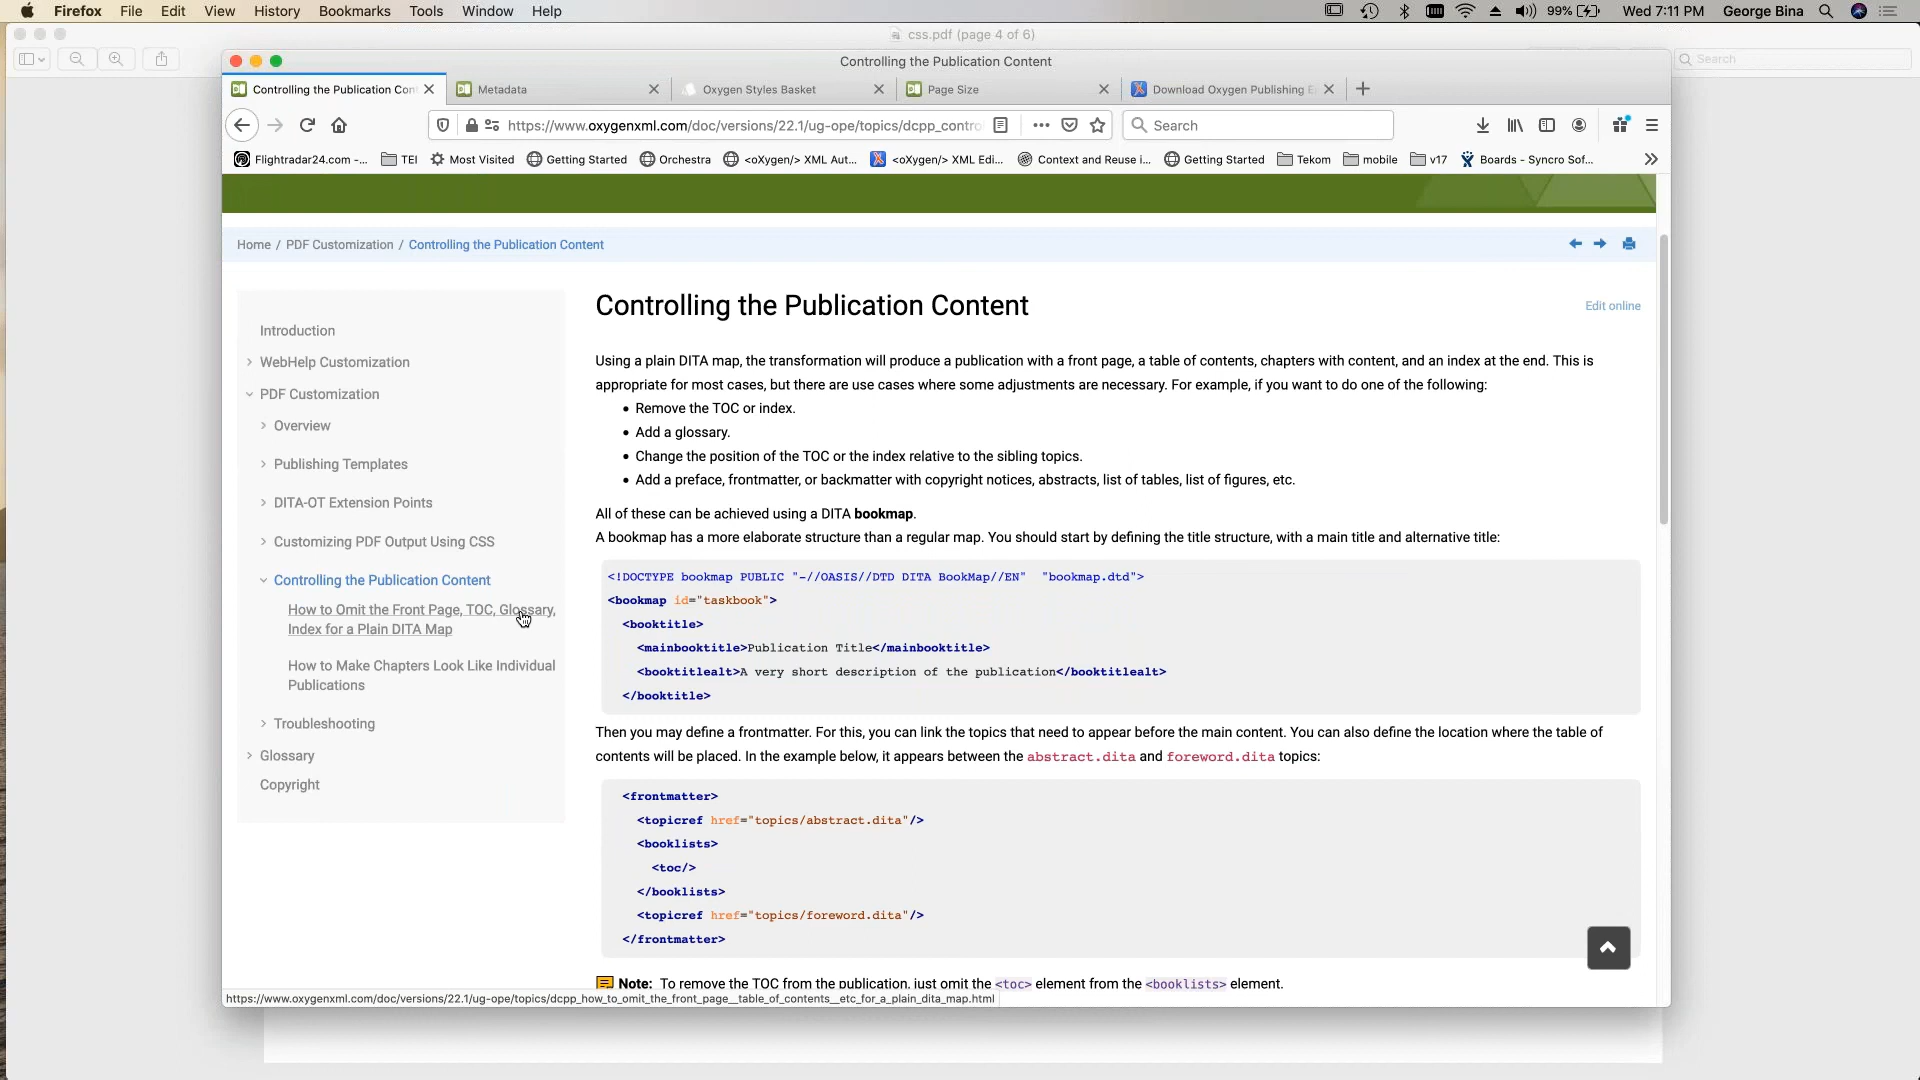 Firefox File Edit View History Bookmarks Tools Window Help 99% Wed 7:11 PM George Bina
css.pdf (page 4 of 6)
Search
Controlling the Publication Content
Controlling the Publication Con Metadata Oxygen Styles Basket Page Size Download Oxygen Publishing E
https://www.oxygenxml.com/doc/versions/22.1/ug-ope/topics/dcpp_contro Search
Flightradar24.com -... TEI Most Visited Getting Started Orchestra <oXygen/> XML Aut... <oXygen/> XML Edi... Context and Reuse i... Getting Started Tekom mobile v17 Boards - Syncro Sof...
Home / PDF Customization / Controlling the Publication Content
Introduction
WebHelp Customization
PDF Customization
Overview
Publishing Templates
DITA-OT Extension Points
Customizing PDF Output Using CSS
Controlling the Publication Content
How to Omit the Front Page, TOC, Glossary,
Index for a Plain DITA Map
How to Make Chapters Look Like Individual
Publications
Troubleshooting
Glossary
Copyright
Controlling the Publication Content
Edit online
Using a plain DITA map, the transformation will produce a publication with a front page, a table of contents, chapters with content, and an index at the end. This is
appropriate for most cases, but there are use cases where some adjustments are necessary. For example, if you want to do one of the following:
• Remove the TOC or index.
• Add a glossary.
• Change the position of the TOC or the index relative to the sibling topics.
• Add a preface, frontmatter, or backmatter with copyright notices, abstracts, list of tables, list of figures, etc.
All of these can be achieved using a DITA bookmap.
A bookmap has a more elaborate structure than a regular map. You should start by defining the title structure, with a main title and alternative title:
<!DOCTYPE bookmap PUBLIC "-//OASIS//DTD DITA BookMap//EN" "bookmap.dtd">
<bookmap id="taskbook">
<booktitle>
<mainbooktitle>Publication Title</mainbooktitle>
<booktitlealt>A very short description of the publication</booktitlealt>
</booktitle>
Then you may define a frontmatter. For this, you can link the topics that need to appear before the main content. You can also define the location where the table of
contents will be placed. In the example below, it appears between the abstract.dita and foreword.dita topics:
<frontmatter>
<topicref href="topics/abstract.dita"/>
<booklists>
<toc/>
</booklists>
<topicref href="topics/foreword.dita"/>
</frontmatter>
Note: To remove the TOC from the publication, just omit the <toc> element from the <booklists> element.
https://www.oxygenxml.com/doc/versions/22.1/ug-ope/topics/dcpp_how_to_omit_the_front_page__table_of_contents__etc_for_a_plain_dita_map.html